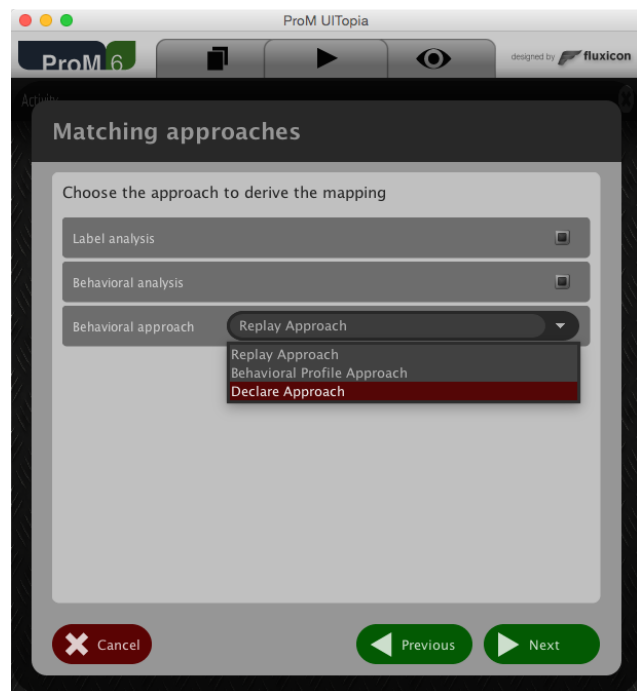 ProM UITopia
ProM 6
designed by fluxicon
Activity
Matching approaches
Choose the approach to derive the mapping
Label analysis
Behavioral analysis
Behavioral approach Replay Approach
Replay Approach
Behavioral Profile Approach
Declare Approach
Cancel Previous Next